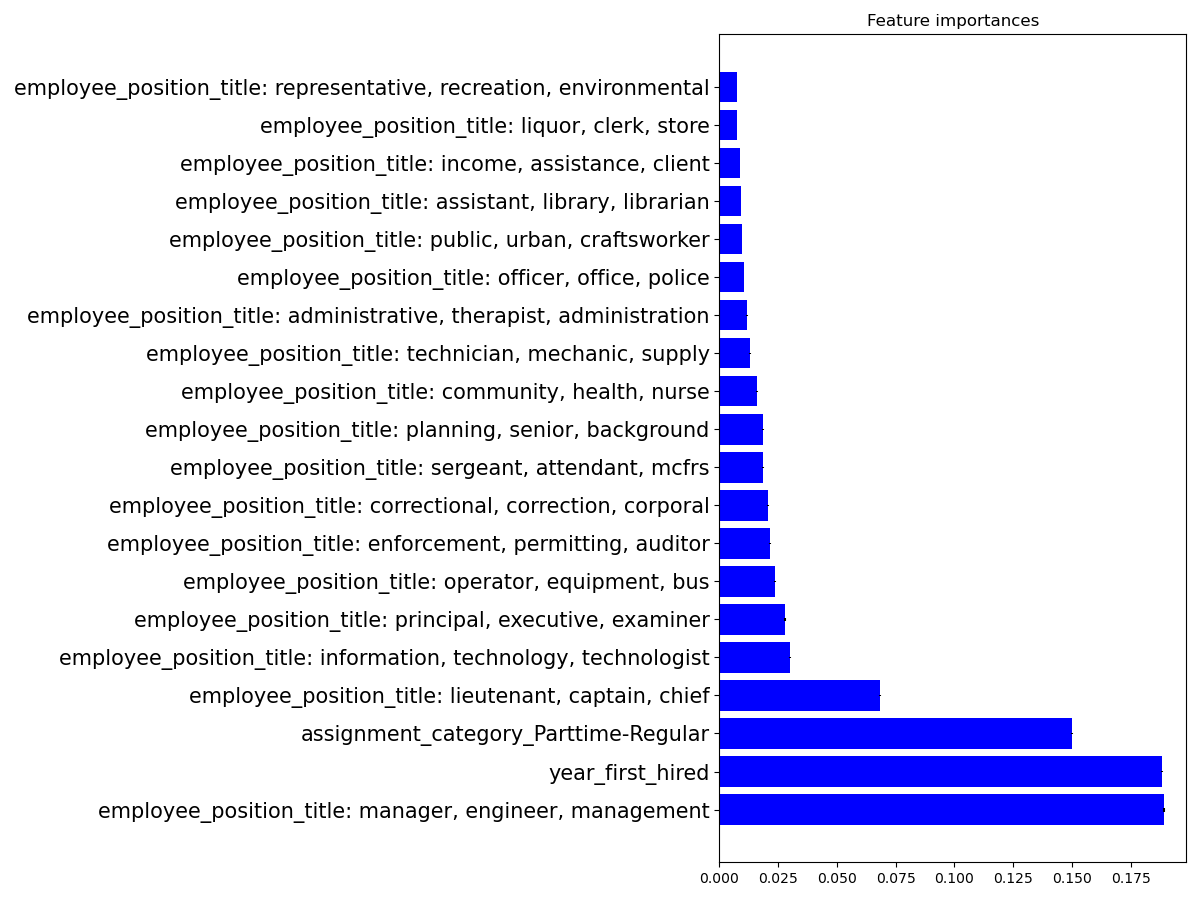 Feature importances
employee_position_title: representative, recreation, environmental
employee_position_title: liquor, clerk, store
employee_position_title: income, assistance, client
employee_position_title: assistant, library, librarian
employee_position_title: public, urban, craftsworker
employee_position_title: officer, office, police
employee_position_title: administrative, therapist, administration
employee_position_title: technician, mechanic, supply
employee_position_title: community, health, nurse
employee_position_title: planning, senior, background
employee_position_title: sergeant, attendant, mcfrs
employee_position_title: correctional, correction, corporal
employee_position_title: enforcement, permitting, auditor
employee_position_title: operator, equipment, bus
employee_position_title: principal, executive, examiner
employee_position_title: information, technology, technologist
employee_position_title: lieutenant, captain, chief
assignment_category_Parttime-Regular
year_first_hired
employee_position_title: manager, engineer, management
0.000 0.025 0.050 0.075 0.100 0.125 0.150 0.175